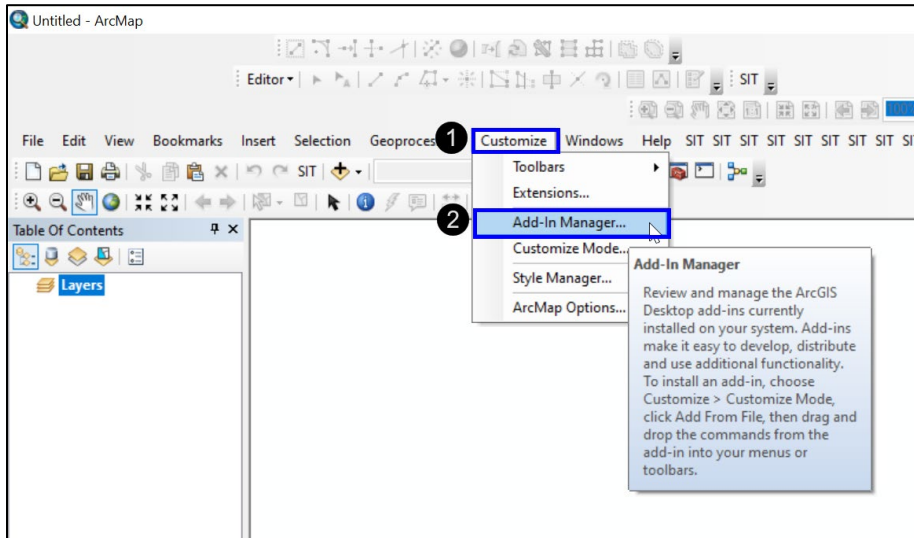 Untitled - ArcMap
Editor
SIT
File Edit View Bookmarks Insert Selection 1 Customize Windows Help SIT SIT SIT SIT SIT SIT SIT SIT
SIT
Toolbars
Extensions...
2 Add-In Manager...
Customize Mode...
Style Manager...
ArcMap Options...
Table Of Contents
Layers
Add-In Manager
Review and manage the ArcGIS
Desktop add-ins currently
installed on your system. Add-ins
make it easy to develop, distribute
and use additional functionality.
To install an add-in, choose
Customize > Customize Mode,
click Add From File, then drag and
drop the commands from the
add-in into your menus or
toolbars.